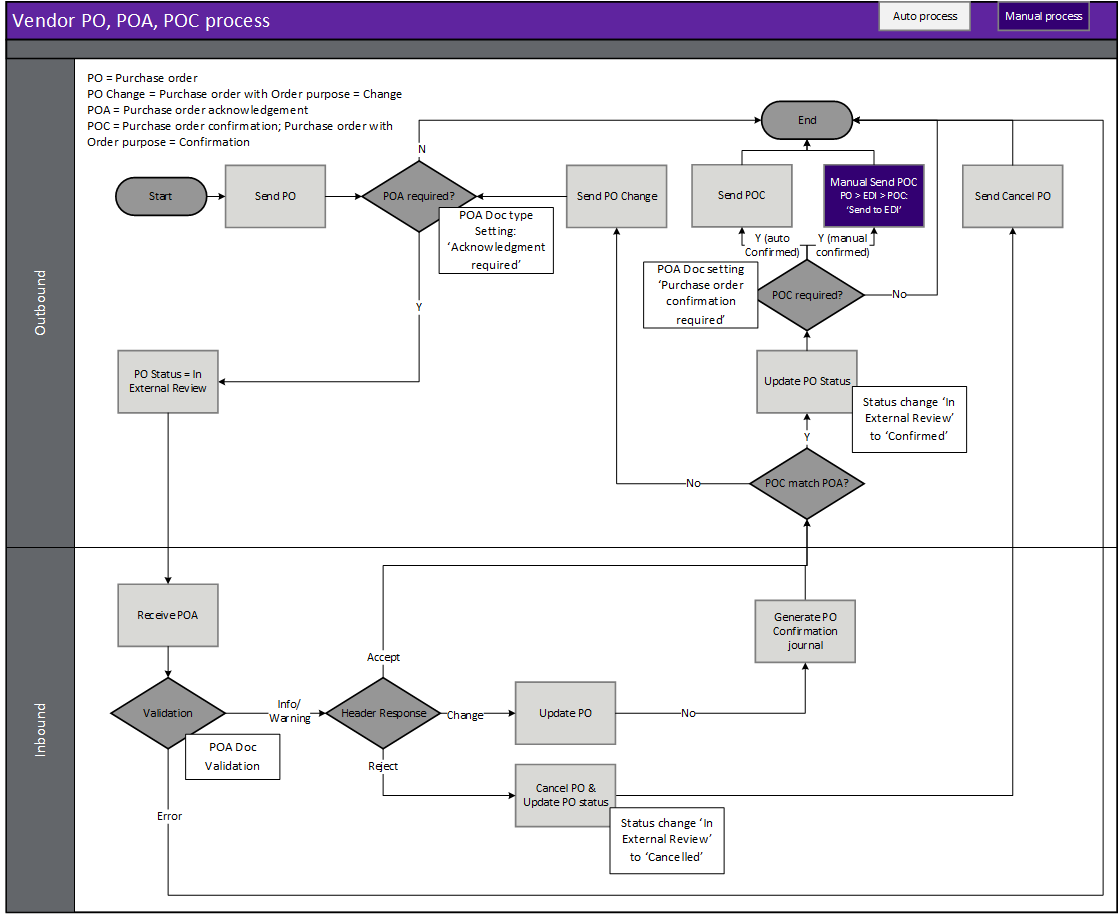 Vendor PO, POA, POC process
Auto process
Manual process
PO = Purchase order
PO Change = Purchase order with Order purpose = Change
POA = Purchase order acknowledgement
POC = Purchase order confirmation; Purchase order with
Order purpose = Confirmation
Outbound
Start
Send PO
POA required?
N
Y
POA Doc type
Setting:
‘Acknowledgment
required’
Send PO Change
End
Send POC
Manual Send POC
PO > EDI > POC:
‘Send to EDI’
Send Cancel PO
Y (auto
Confirmed)
Y (manual
confirmed)
POA Doc setting
‘Purchase order
confirmation
required’
POC required?
No
PO Status = In
External Review
Update PO Status
Status change ‘In
External Review’
to ‘Confirmed’
Y
POC match POA?
No
Inbound
Receive POA
Generate PO
Confirmation
journal
Accept
Validation
Info/
Warning
Header Response
Change
Update PO
No
POA Doc
Validation
Reject
Cancel PO &
Update PO status
Error
Status change ‘In
External Review’
to ‘Cancelled’